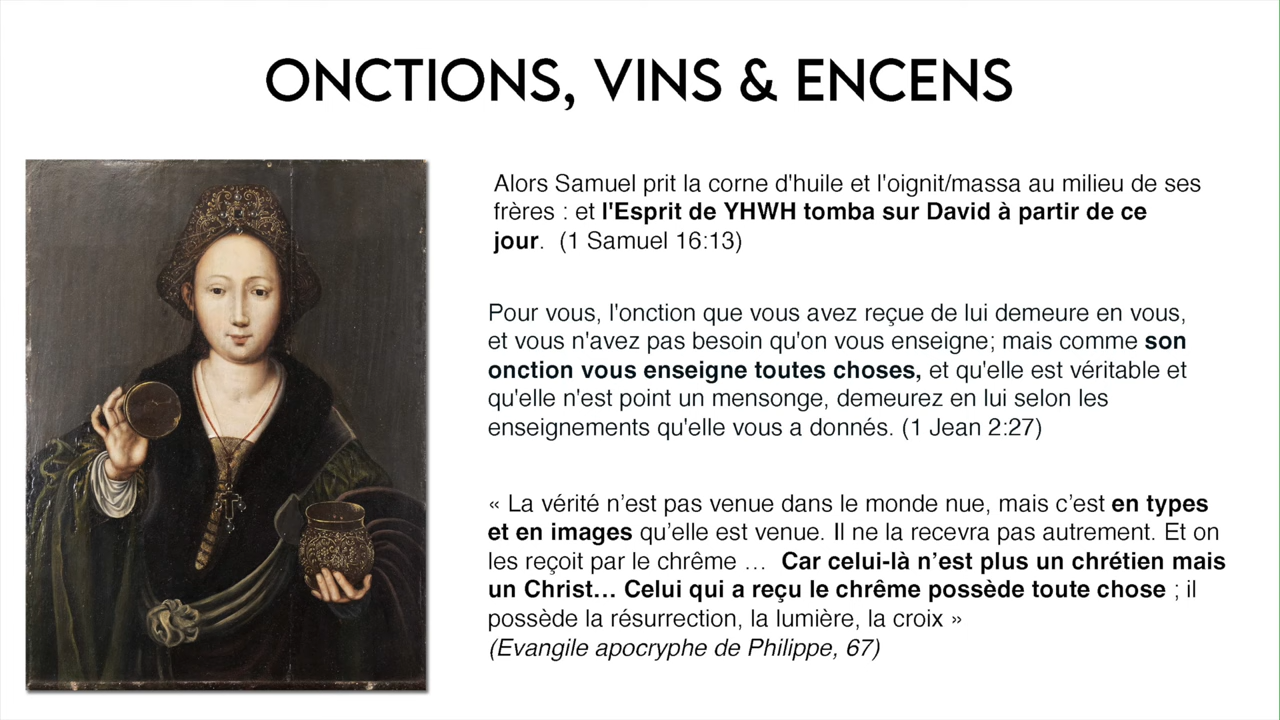 ONCTIONS, VINS & ENCENS
Alors Samuel prit la corne d'huile et l'oignit/massa au milieu de ses
frères : et l'Esprit de YHWH tomba sur David à partir de ce
jour. (1 Samuel 16:13)
Pour vous, l'onction que vous avez reçue de lui demeure en vous,
et vous n'avez pas besoin qu'on vous enseigne; mais comme son
onction vous enseigne toutes choses, et qu'elle est véritable et
qu'elle n'est point un mensonge, demeurez en lui selon les
enseignements qu'elle vous a donnés. (1 Jean 2:27)
« La vérité n’est pas venue dans le monde nue, mais c’est en types
et en images qu’elle est venue. Il ne la recevra pas autrement. Et on
les reçoit par le chrême … Car celui-là n’est plus un chrétien mais
un Christ… Celui qui a reçu le chrême possède toute chose ; il
possède la résurrection, la lumière, la croix »
(Evangile apocryphe de Philippe, 67)